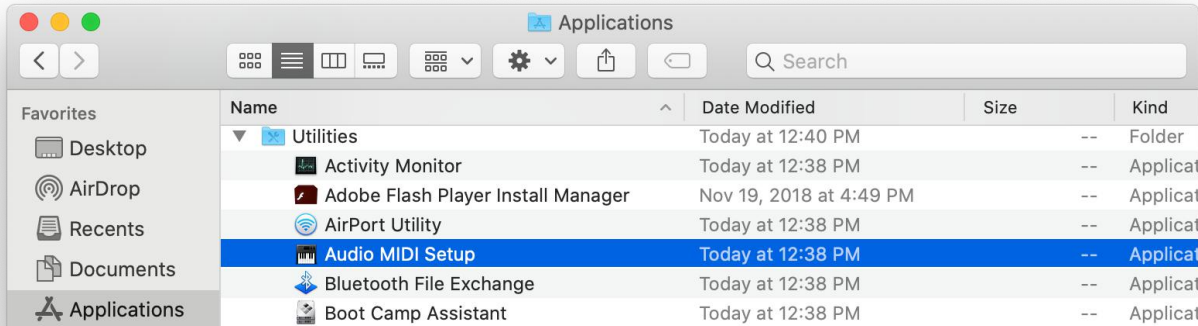 Applications
Search
Favorites
Desktop
AirDrop
Recents
Documents
Applications
Name Date Modified Size Kind
Utilities Today at 12:40 PM -- Folder
Activity Monitor Today at 12:38 PM -- Applicat
Adobe Flash Player Install Manager Nov 19, 2018 at 4:49 PM -- Applicat
AirPort Utility Today at 12:38 PM -- Applicat
Audio MIDI Setup Today at 12:38 PM -- Applicat
Bluetooth File Exchange Today at 12:38 PM -- Applicat
Boot Camp Assistant Today at 12:38 PM -- Applicat